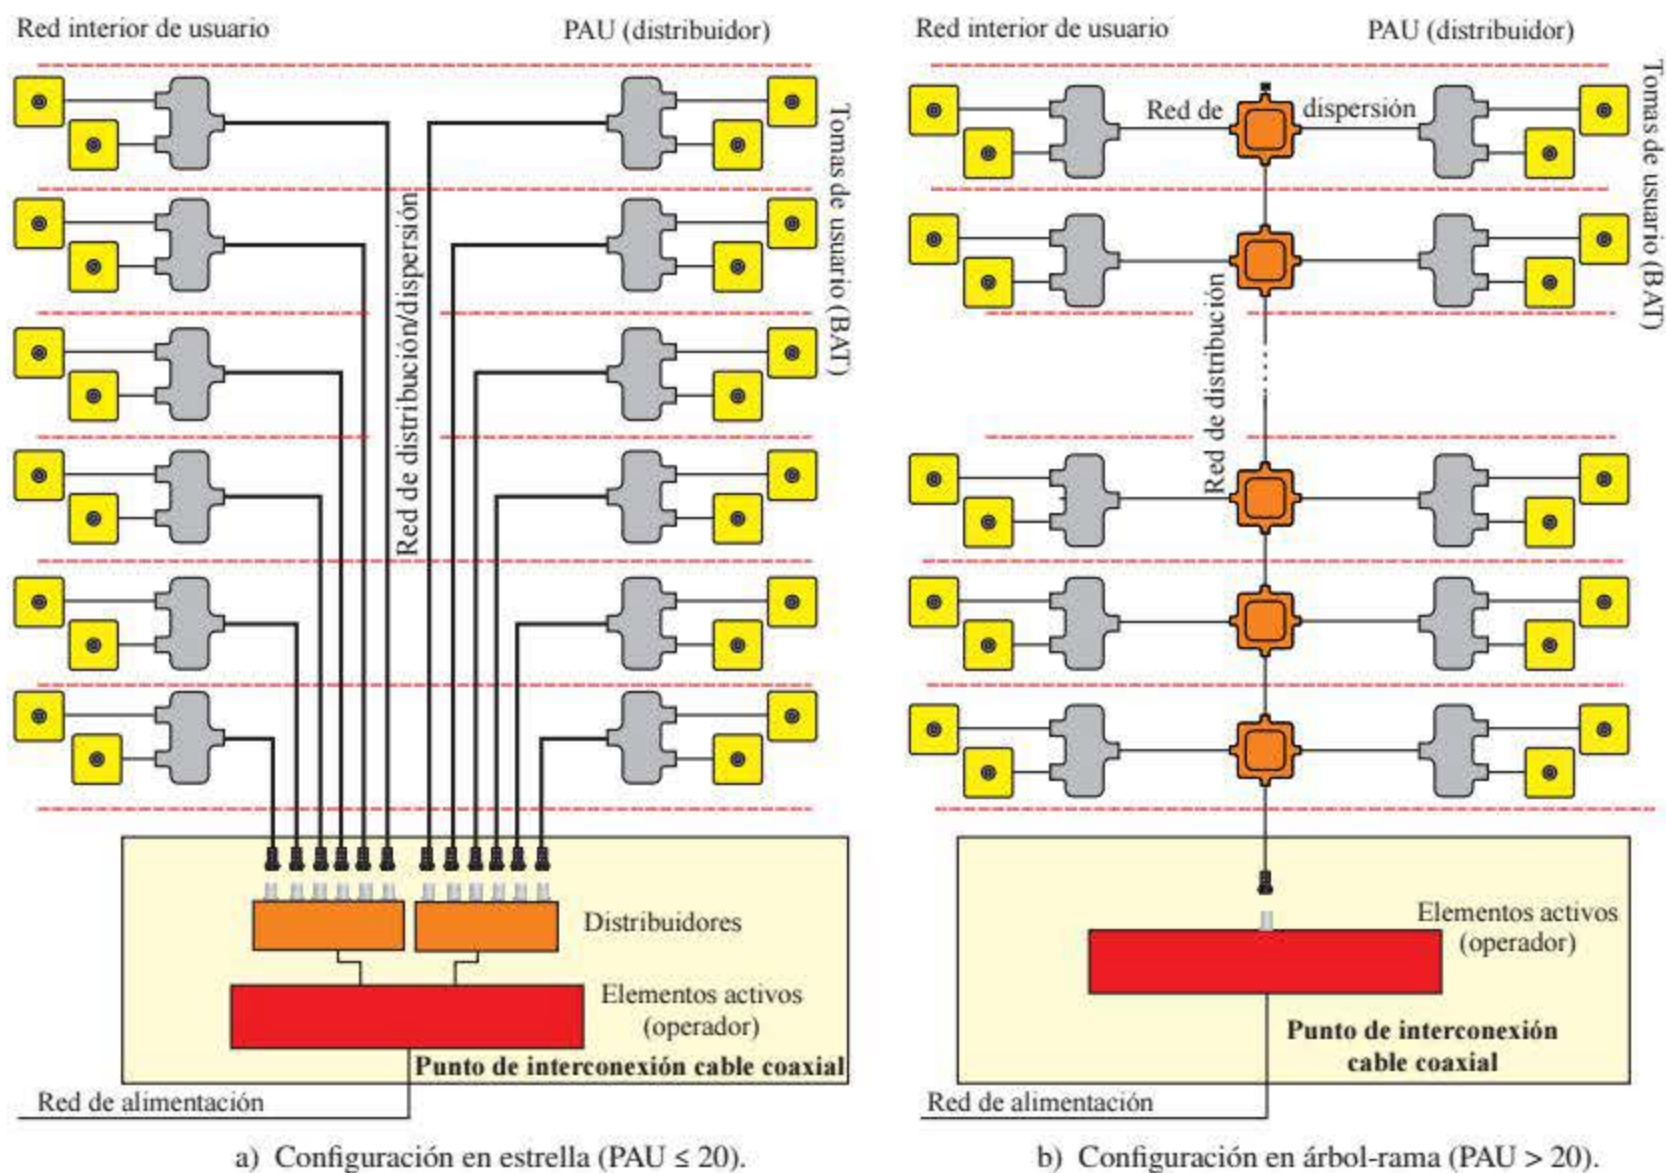 Red interior de usuario
PAU (distribuidor)
Tomas de usuario (BAT)
Red de distribución/dispersión
Distribuidores
Elementos activos
(operador)
Punto de interconexión cable coaxial
Red de alimentación
a) Configuración en estrella (PAU ≤ 20).
Red interior de usuario
PAU (distribuidor)
Red de dispersión
Tomas de usuario (BAT)
Red de distribución
Elementos activos
(operador)
Punto de interconexión
cable coaxial
Red de alimentación
b) Configuración en árbol-rama (PAU > 20).